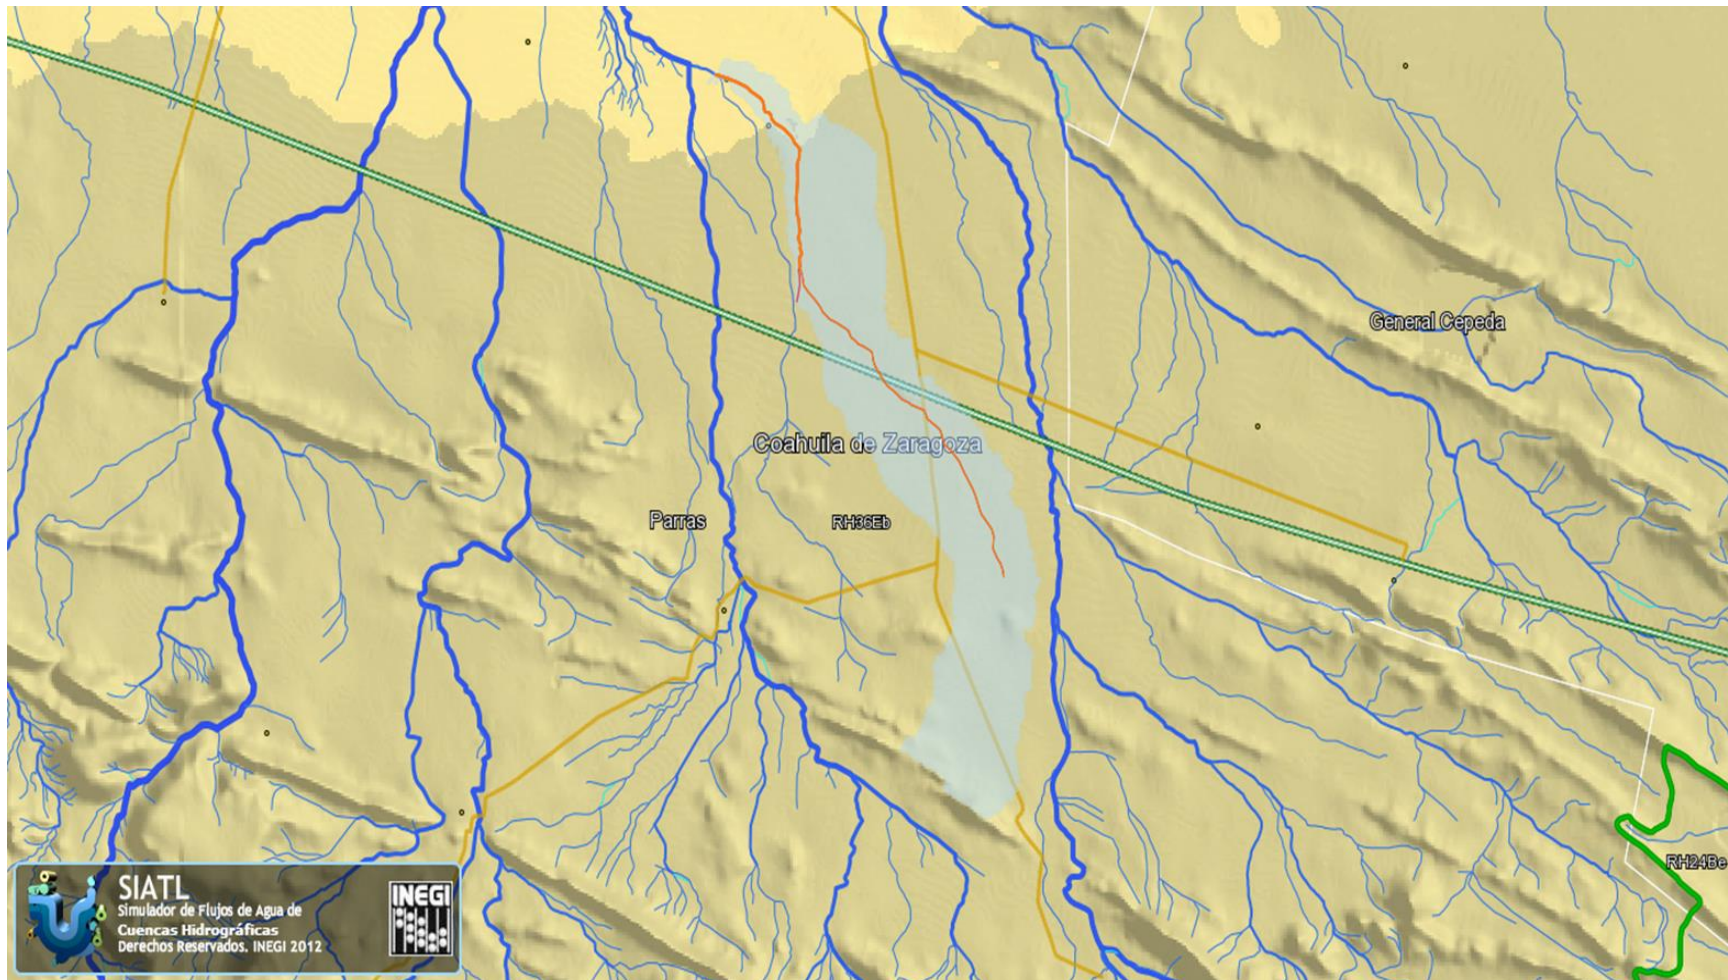 General Cepeda
Coahuila de Zaragoza
Parras
RH36Eb
RH24Be
SIATL
Simulador de Flujos de Agua de
Cuencas Hidrográficas
Derechos Reservados. INEGI 2012
INEGI